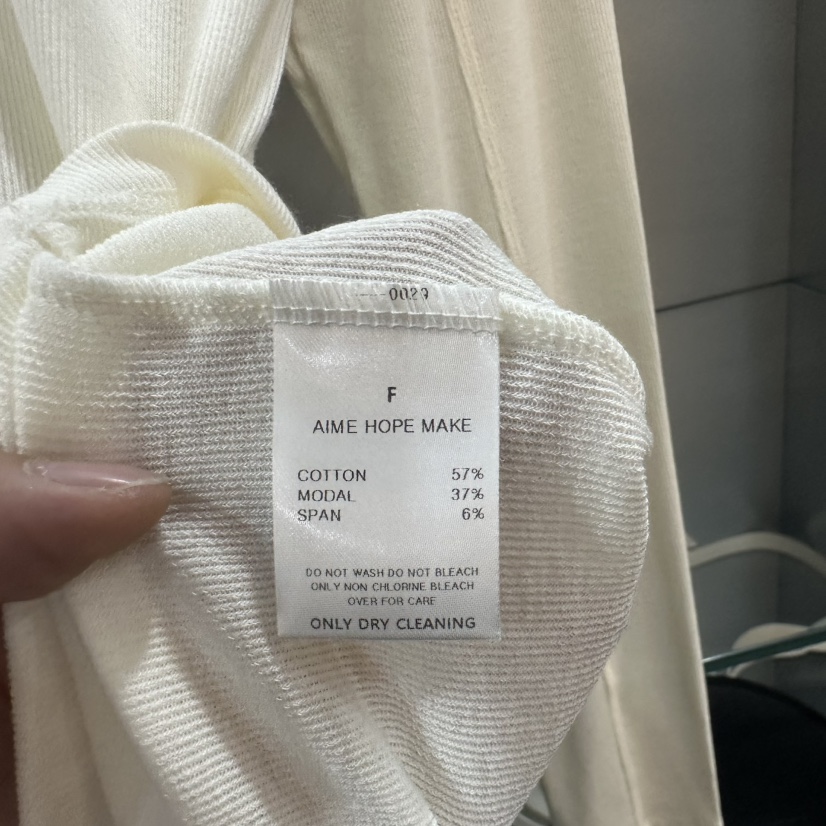 0029
F
AIME HOPE MAKE
COTTON 57%
MODAL 37%
SPAN 6%
DO NOT WASH DO NOT BLEACH
ONLY NON CHLORINE BLEACH
OVER FOR CARE
ONLY DRY CLEANING